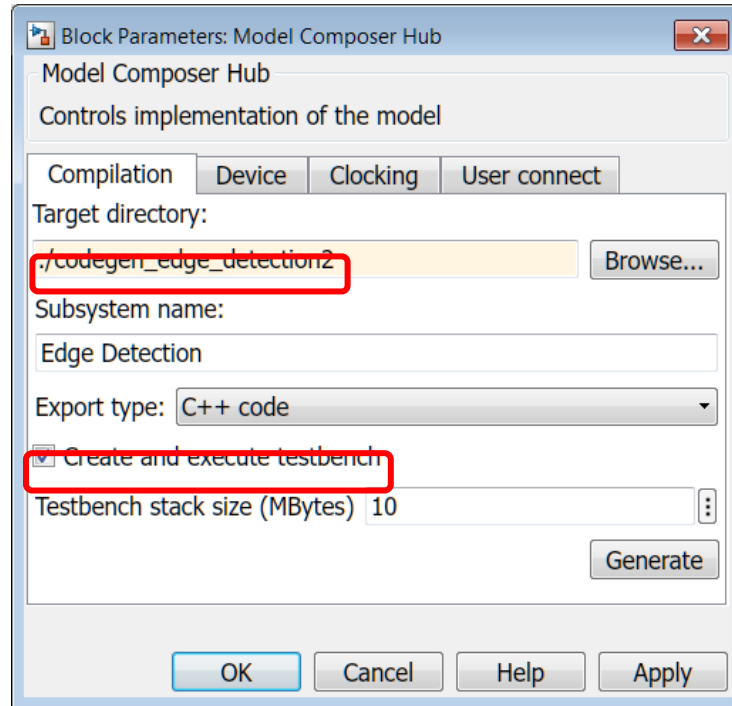 Block Parameters: Model Composer Hub
Model Composer Hub
Controls implementation of the model
Compilation Device Clocking User connect
Target directory:
./codegen_edge_detection2 Browse...
Subsystem name:
Edge Detection
Export type: C++ code
Create and execute testbench
Testbench stack size (MBytes) 10
Generate
OK Cancel Help Apply